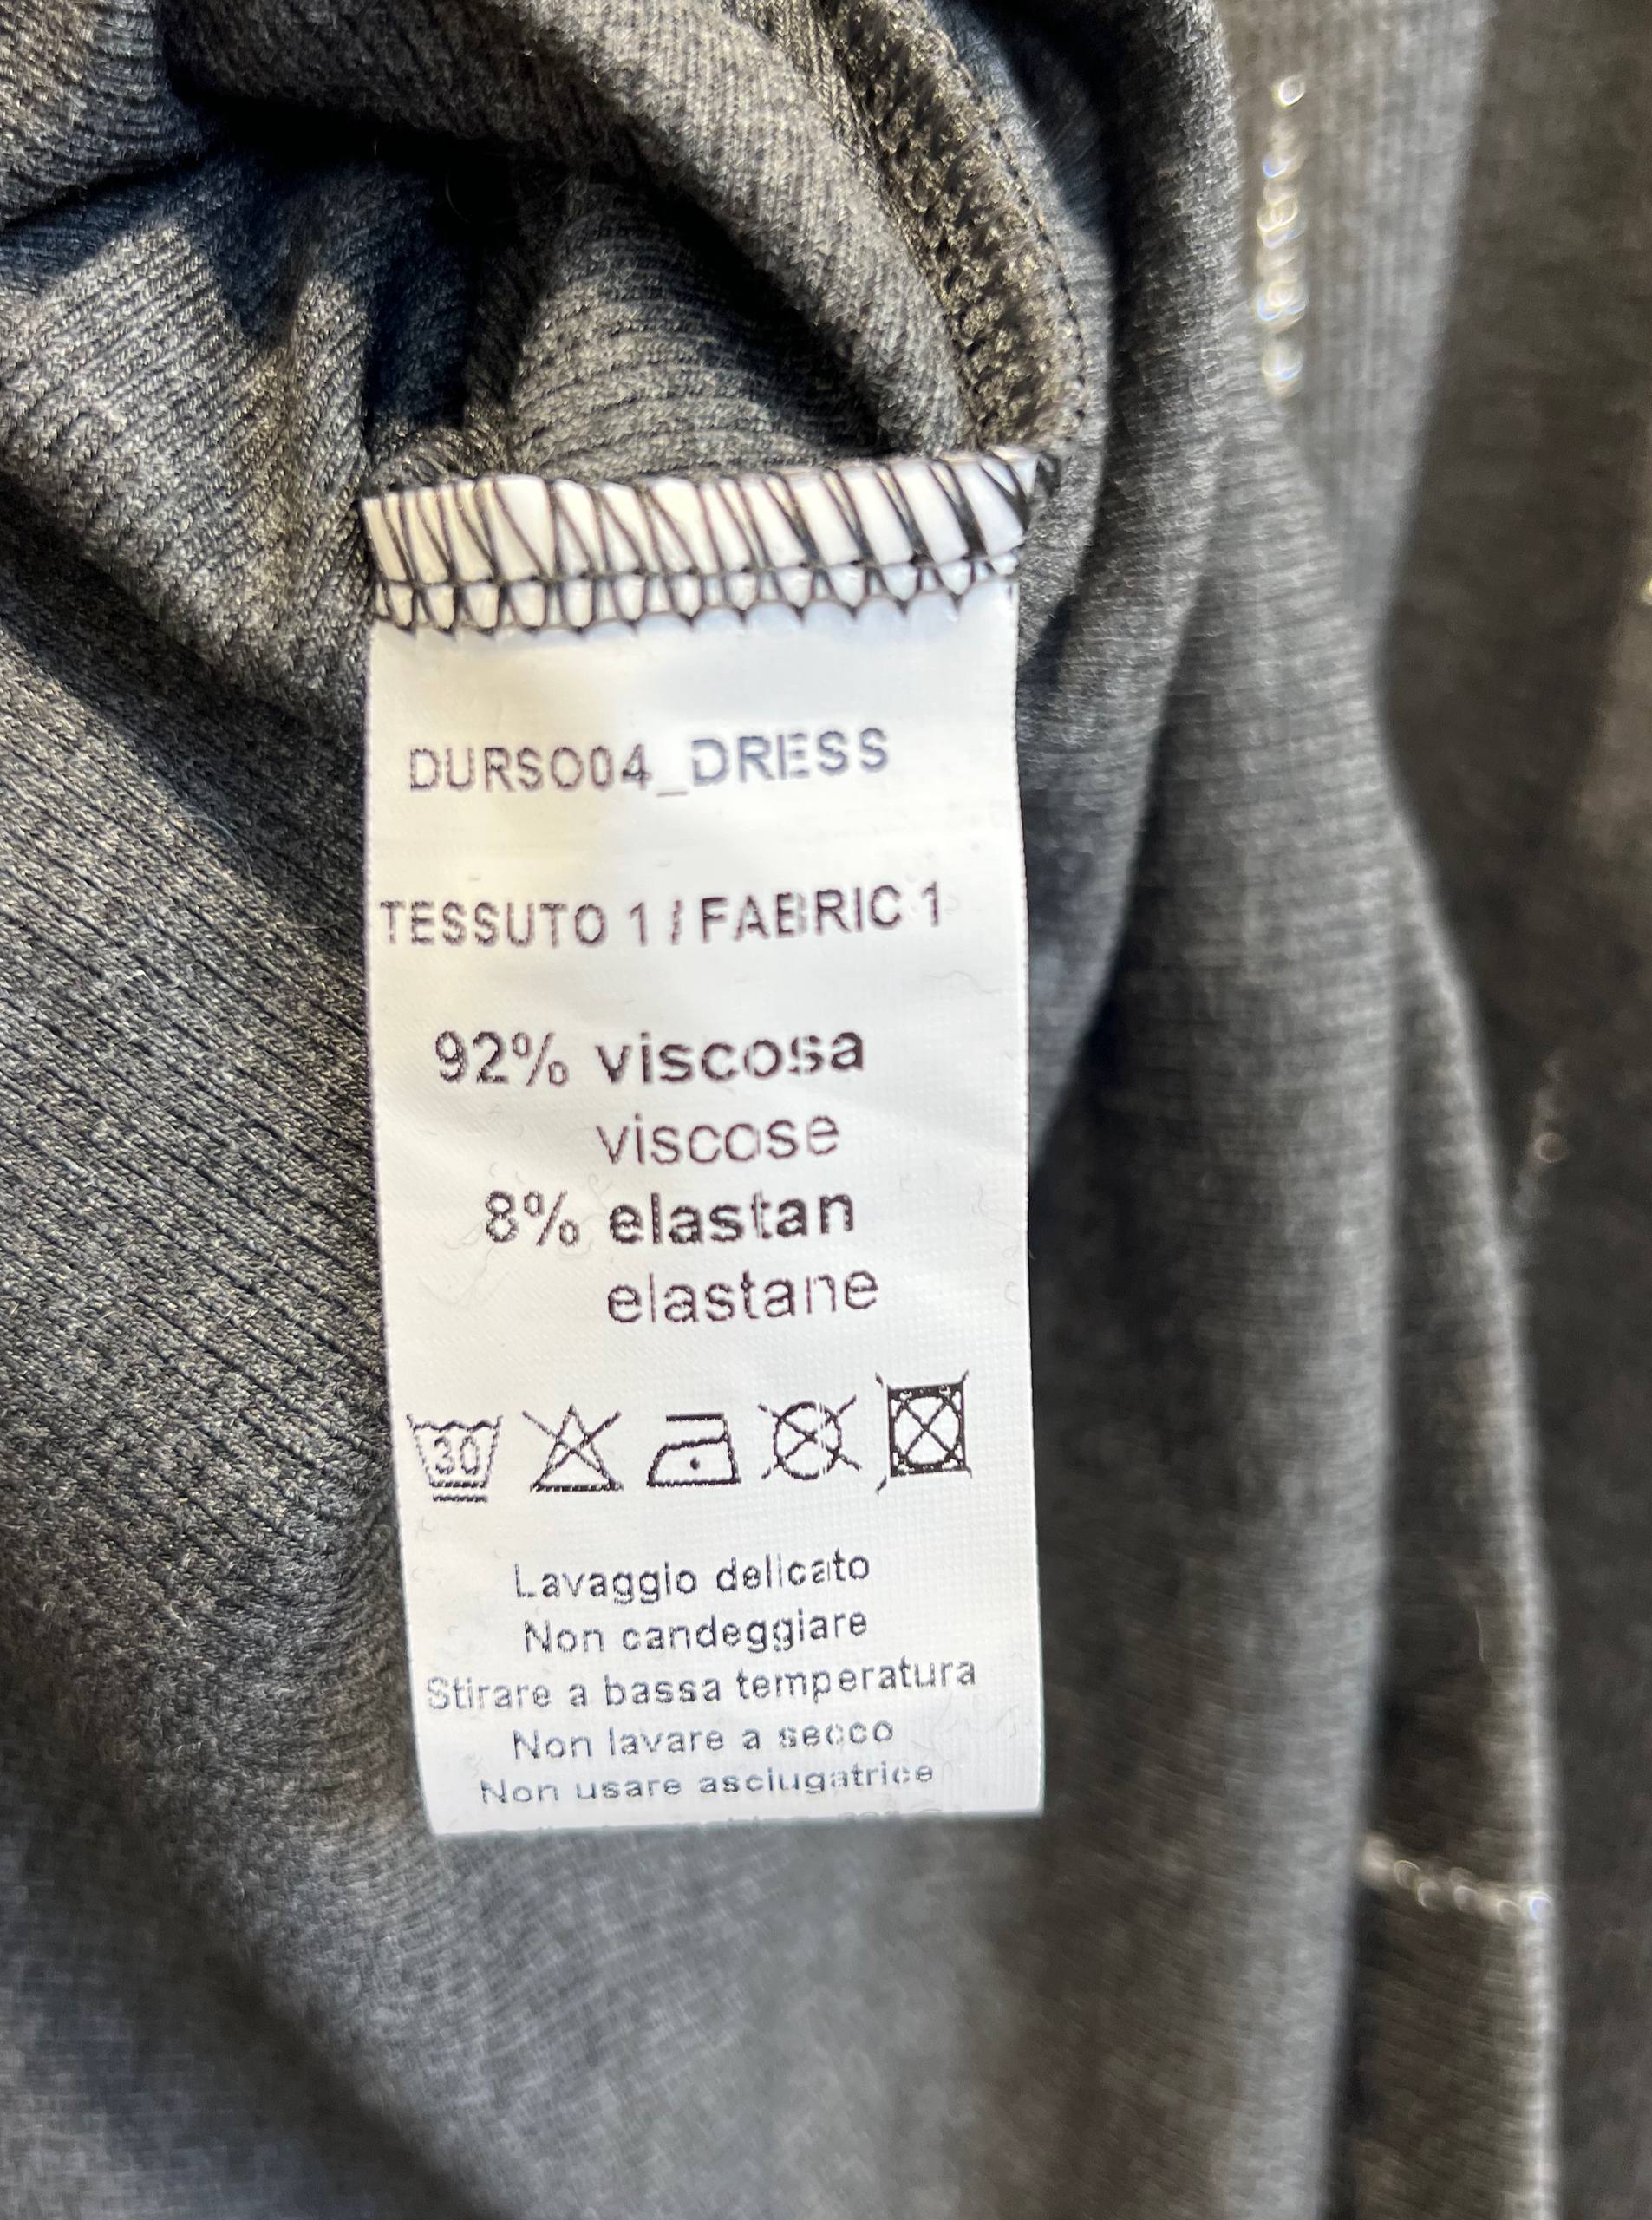 DURSO04_DRESS
TESSUTO 1 / FABRIC 1
92% viscosa
viscose
8% elastan
elastane
30
Lavaggio delicato
Non candeggiare
Stirare a bassa temperatura
Non lavare a secco
Non usare asciugatrice